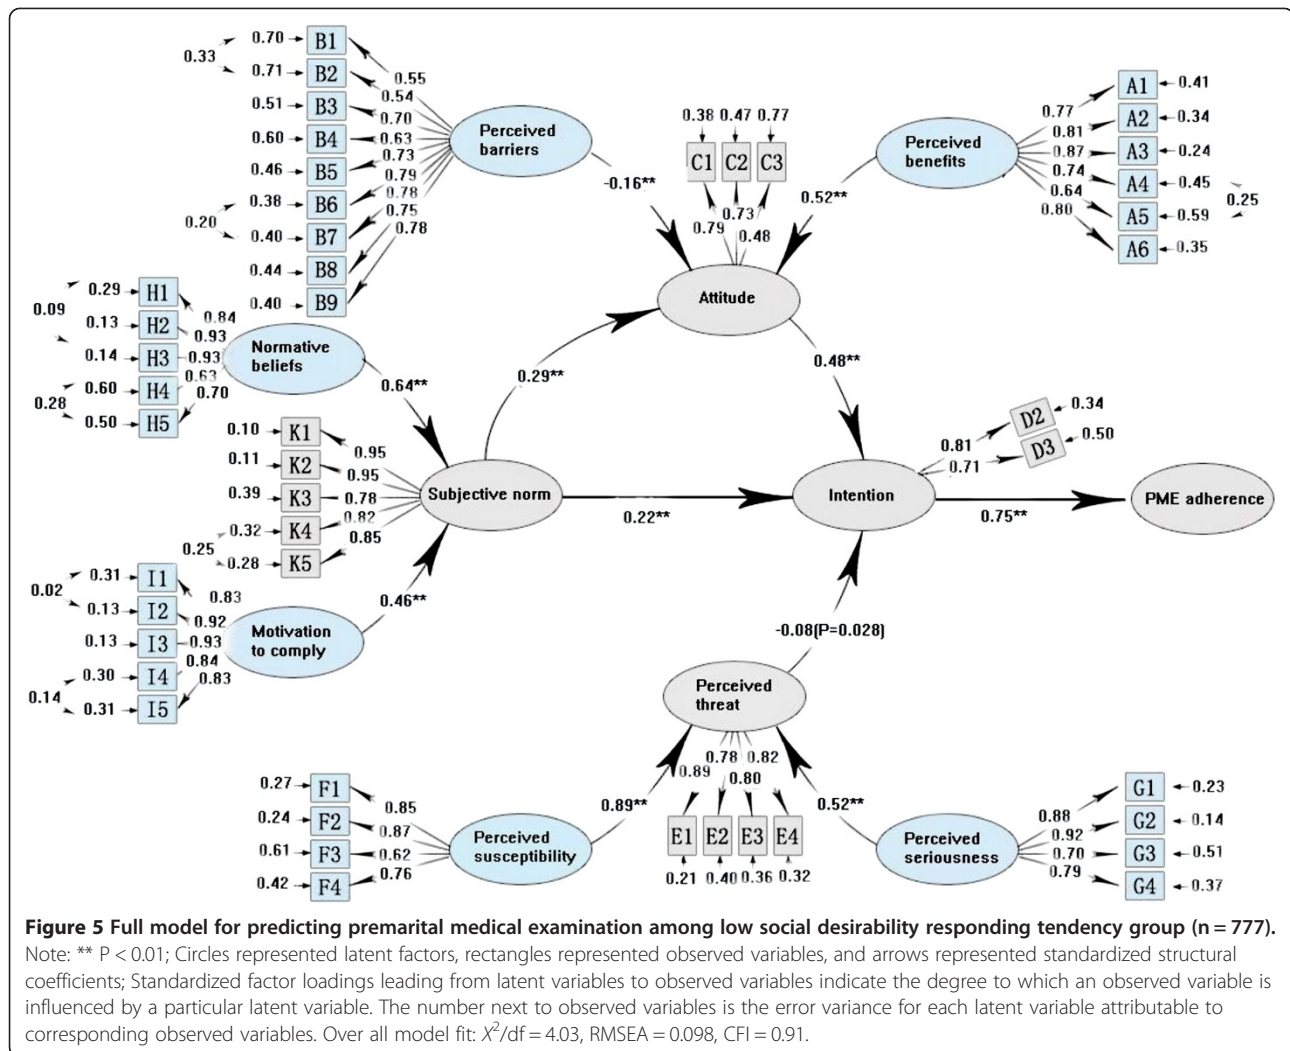 0.70
B1
0.33
0.71
B2
0.51
B3
0.60
B4
0.46
B5
0.38
B6
0.20
0.40
B7
0.44
B8
0.40
B9
0.55
0.54
0.70
0.63
0.73
0.79
0.78
0.75
0.78
Perceived
barriers
-0.16**
0.38
0.47
0.77
C1
C2
C3
0.79
0.73
0.48
Attitude
Perceived
benefits
0.52**
0.77
0.81
0.87
0.74
0.64
0.80
A1
0.41
A2
0.34
A3
0.24
A4
0.45
A5
0.59
0.25
A6
0.35
0.29
H1
0.09
0.13
H2
0.14
H3
0.60
H4
0.28
0.50
H5
0.84
0.93
0.93
0.63
0.70
Normative
beliefs
0.64**
0.29**
0.48**
0.10
K1
0.11
K2
0.39
K3
0.32
K4
0.25
0.28
K5
0.95
0.95
0.78
0.82
0.85
Subjective norm
0.22**
Intention
0.81
0.71
D2
0.34
D3
0.50
0.75**
PME adherence
0.31
I1
0.02
0.13
I2
0.13
I3
0.30
I4
0.14
0.31
I5
0.83
0.92
0.93
0.84
0.83
Motivation
to comply
0.46**
-0.08(P=0.028)
Perceived
threat
0.89
0.78
0.80
0.82
E1
E2
E3
E4
0.21
0.40
0.36
0.32
0.27
F1
0.24
F2
0.61
F3
0.42
F4
0.85
0.87
0.62
0.76
Perceived
susceptibility
0.89**
0.52**
Perceived
seriousness
0.88
0.92
0.70
0.79
G1
0.23
G2
0.14
G3
0.51
G4
0.37
Figure 5 Full model for predicting premarital medical examination among low social desirability responding tendency group (n = 777).
Note: ** P < 0.01; Circles represented latent factors, rectangles represented observed variables, and arrows represented standardized structural
coefficients; Standardized factor loadings leading from latent variables to observed variables indicate the degree to which an observed variable is
influenced by a particular latent variable. The number next to observed variables is the error variance for each latent variable attributable to
corresponding observed variables. Over all model fit: X²/df = 4.03, RMSEA = 0.098, CFI = 0.91.